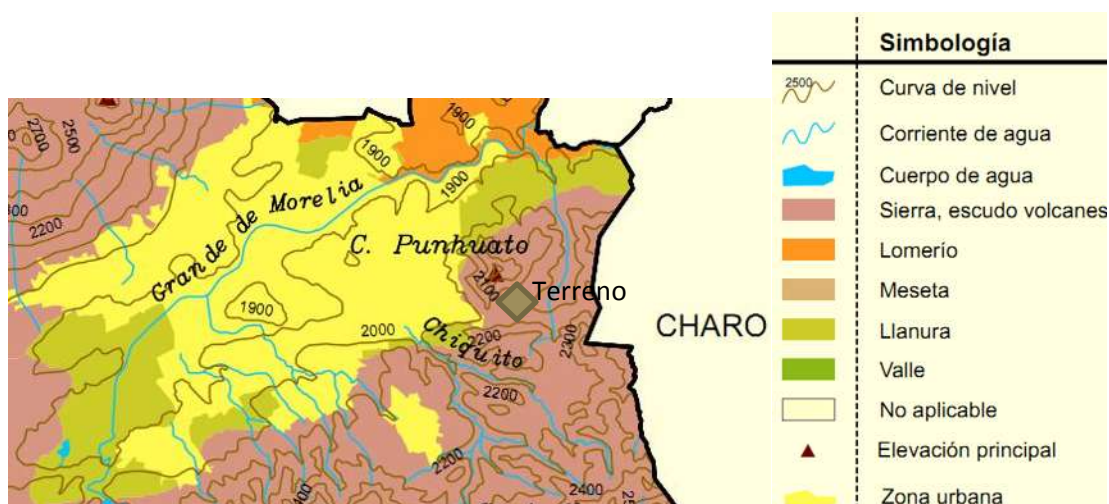 Simbología
2500
Curva de nivel
Corriente de agua
Cuerpo de agua
Sierra, escudo volcanes
Lomerío
Meseta
Llanura
Valle
No aplicable
Elevación principal
Zona urbana
2700
2500
2200
1900
1900
1900
Grande de Morelia
C. Punhuato
2100
Terreno
1900
2000
Chiquito
2200
2300
CHARO
2200
2200
2400